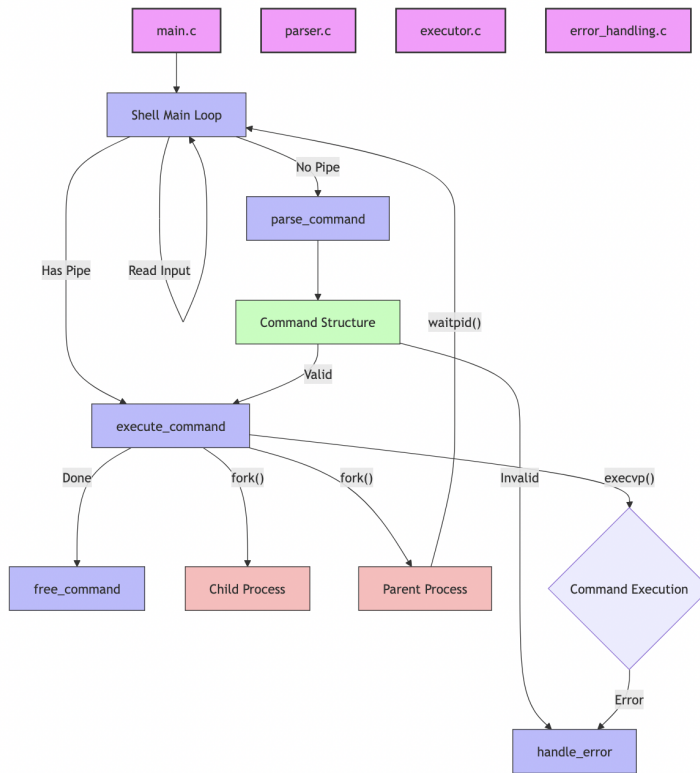 main.c
parser.c
executor.c
error_handling.c
Shell Main Loop
No Pipe
parse_command
Has Pipe
Read Input
Command Structure
waitpid()
Valid
execute_command
Done
fork()
fork()
Invalid
execvp()
free_command
Child Process
Parent Process
Command Execution
Error
handle_error